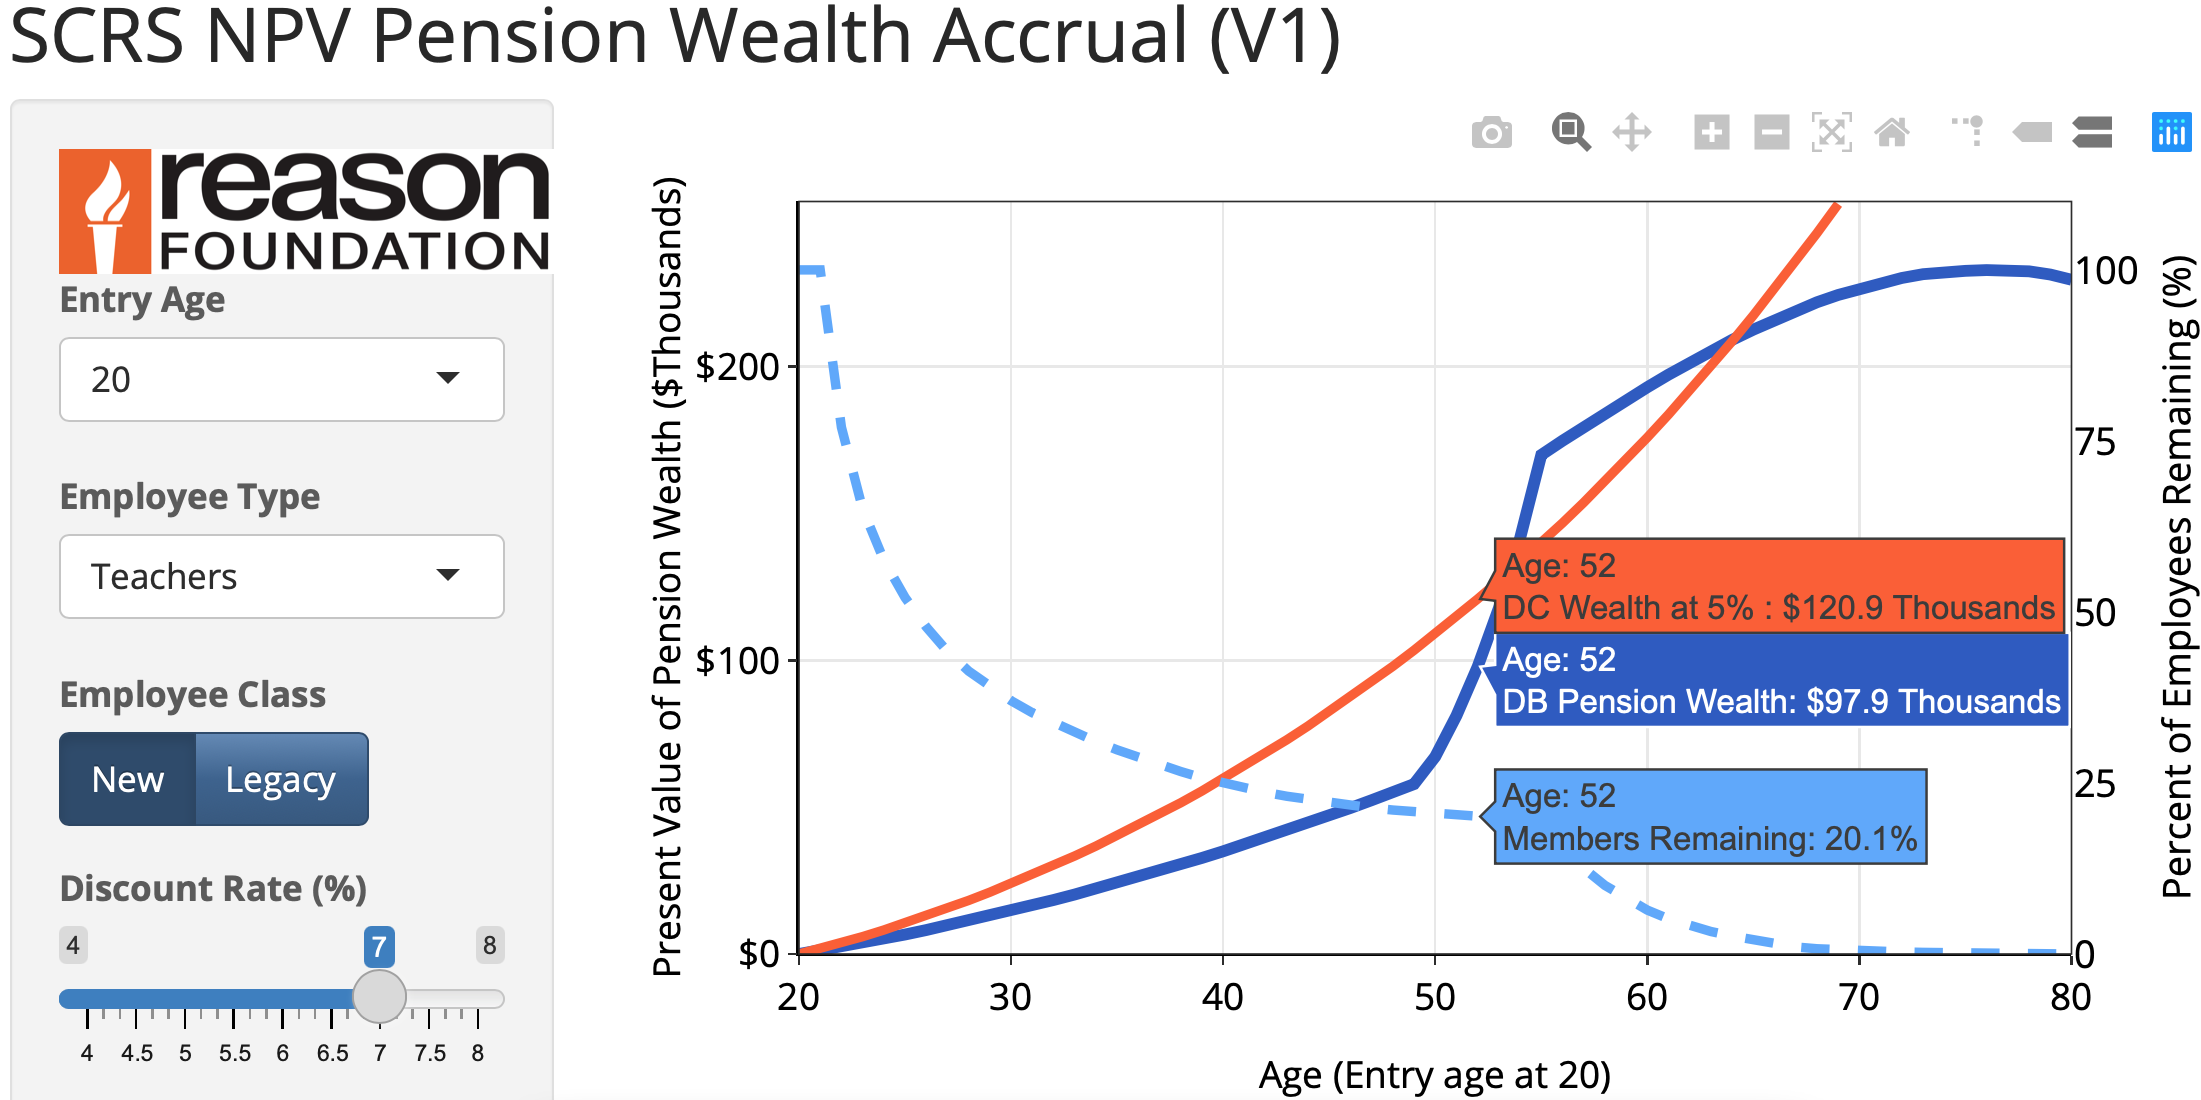 SCRS NPV Pension Wealth Accrual (V1)
reason
FOUNDATION
Entry Age
20
Employee Type
Teachers
Employee Class
New
Legacy
Discount Rate (%)
4
7
8
4 4.5 5 5.5 6 6.5 7 7.5 8
Present Value of Pension Wealth ($Thousands)
$200
$100
$0
Age: 52
DC Wealth at 5% : $120.9 Thousands
Age: 52
DB Pension Wealth: $97.9 Thousands
Age: 52
Members Remaining: 20.1%
100
75
50
25
0
Percent of Employees Remaining (%)
20 30 40 50 60 70 80
Age (Entry age at 20)